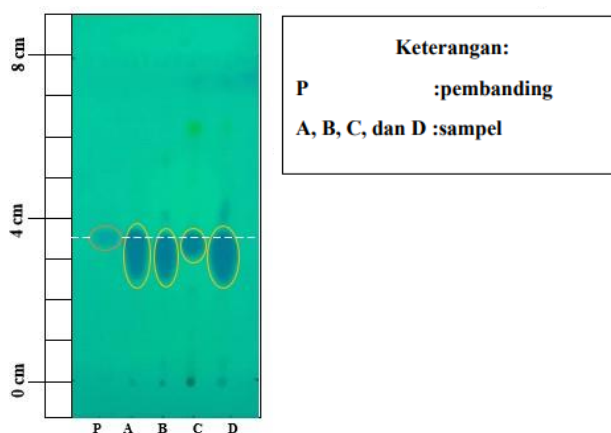 8 cm
4 cm
0 cm
P A B C D
Keterangan:
P :pembanding
A, B, C, dan D :sampel